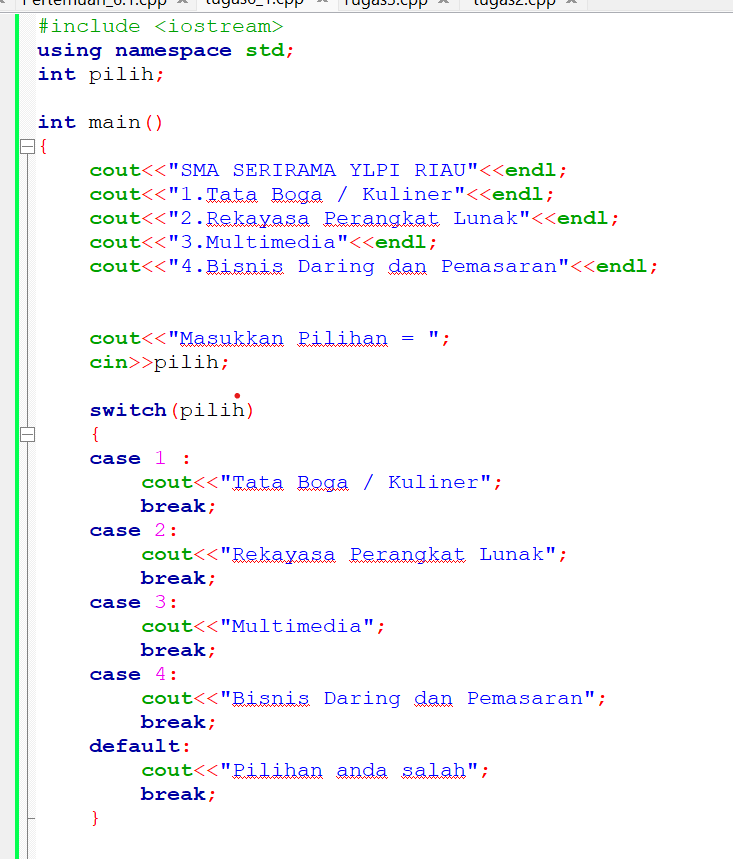 Pertemuan_6.1.cpp tugas6_1.cpp Tugas5.cpp tugas2.cpp
#include <iostream>
using namespace std;
int pilih;
int main()
{
cout<<"SMA SERIRAMA YLPI RIAU"<<endl;
cout<<"1.Tata Boga / Kuliner"<<endl;
cout<<"2.Rekayasa Perangkat Lunak"<<endl;
cout<<"3.Multimedia"<<endl;
cout<<"4.Bisnis Daring dan Pemasaran"<<endl;
cout<<"Masukkan Pilihan = ";
cin>>pilih;
switch(pilih)
{
case 1 :
cout<<"Tata Boga / Kuliner";
break;
case 2:
cout<<"Rekayasa Perangkat Lunak";
break;
case 3:
cout<<"Multimedia";
break;
case 4:
cout<<"Bisnis Daring dan Pemasaran";
break;
default:
cout<<"Pilihan anda salah";
break;
}